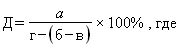 Д = a / (г – (б – в)) × 100% , где